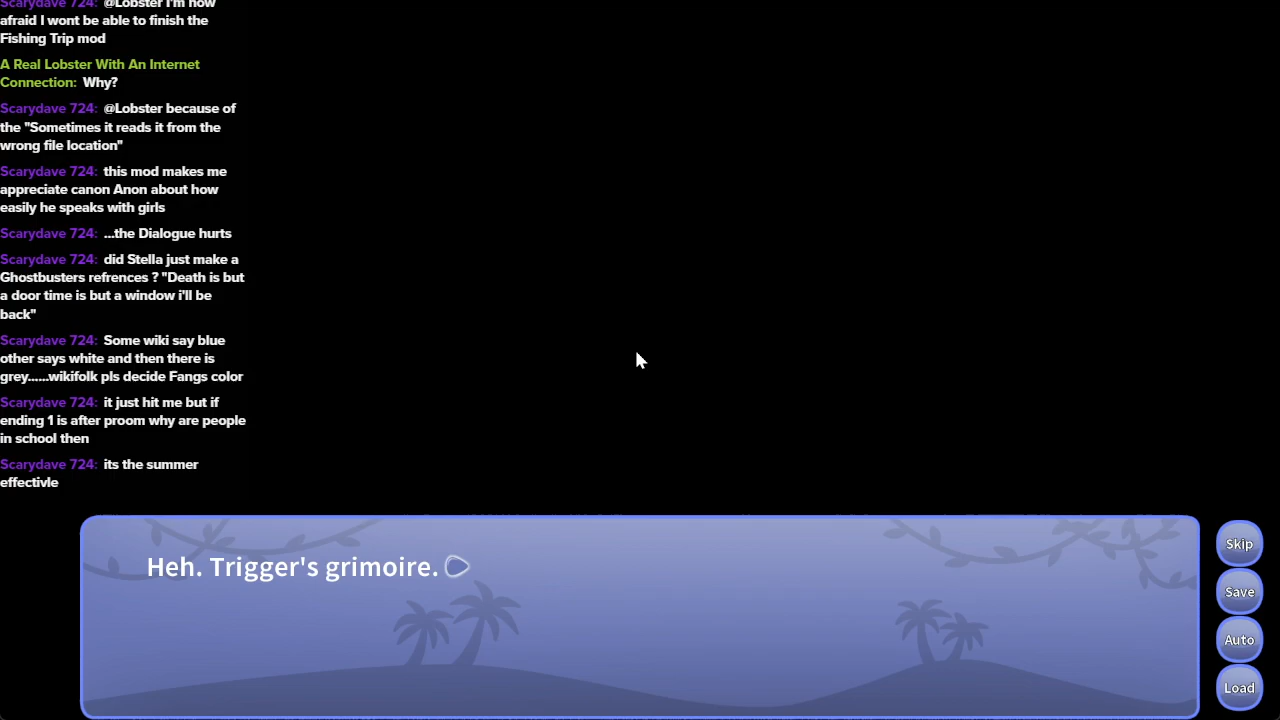 Scarydave 724: @Lobster I'm now
afraid I wont be able to finish the
Fishing Trip mod
A Real Lobster With An Internet
Connection: Why?
Scarydave 724: @Lobster because of
the "Sometimes it reads it from the
wrong file location"
Scarydave 724: this mod makes me
appreciate canon Anon about how
easily he speaks with girls
Scarydave 724: ...the Dialogue hurts
Scarydave 724: did Stella just make a
Ghostbusters refrences ? "Death is but
a door time is but a window i'll be
back"
Scarydave 724: Some wiki say blue
other says white and then there is
grey......wikifolk pls decide Fangs color
Scarydave 724: it just hit me but if
ending 1 is after proom why are people
in school then
Scarydave 724: its the summer
effectivle
Heh. Trigger's grimoire.
Skip
Save
Auto
Load